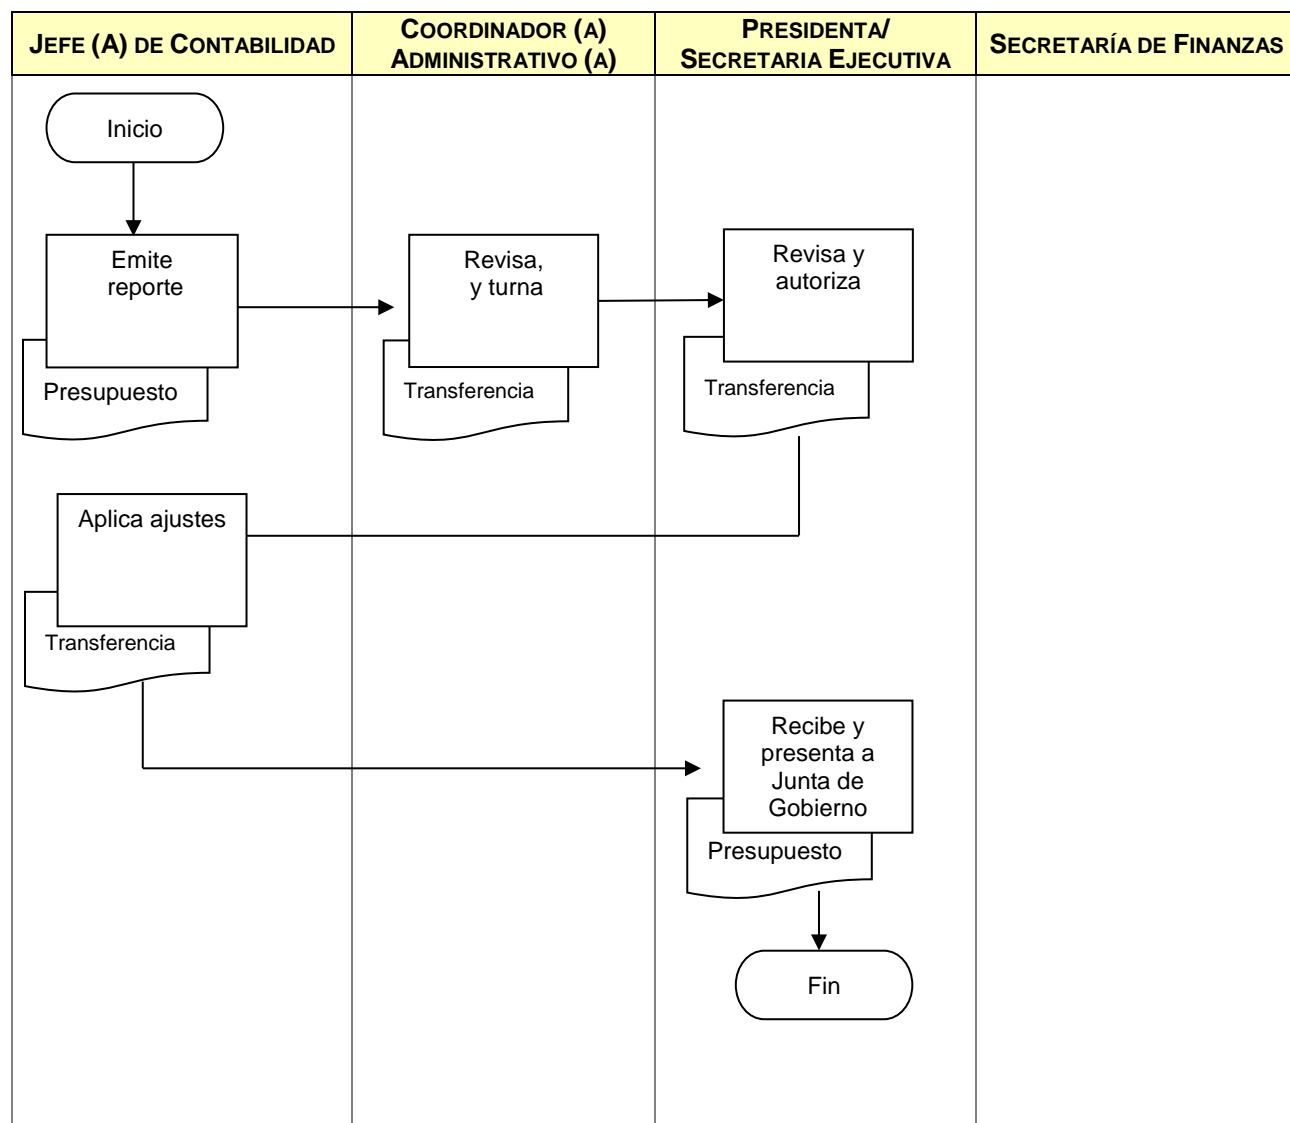 JEFE (A) DE CONTABILIDAD
COORDINADOR (A)
ADMINISTRATIVO (A)
PRESIDENTA/
SECRETARIA EJECUTIVA
SECRETARÍA DE FINANZAS
Inicio
Emite
reporte
Presupuesto
Revisa,
y turna
Transferencia
Revisa y
autoriza
Transferencia
Aplica ajustes
Transferencia
Recibe y
presenta a
Junta de
Gobierno
Presupuesto
Fin